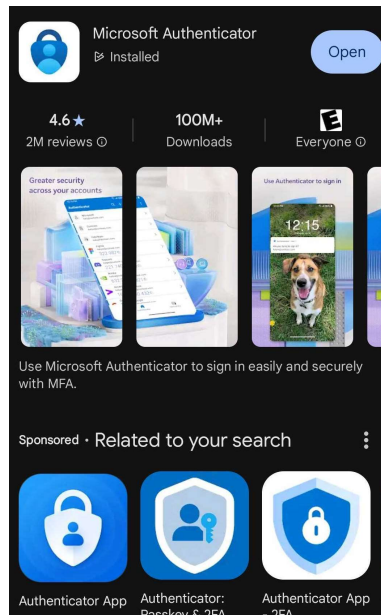 Microsoft Authenticator
Installed
Open
4.6★
2M reviews
100M+
Downloads
E
Everyone
Greater security
across your accounts
Authenticator
Use Authenticator to sign in
12:15
Use Microsoft Authenticator to sign in easily and securely
with MFA.
Sponsored · Related to your search
Authenticator App
Authenticator:
Passkey & 2FA
Authenticator App
- 2FA